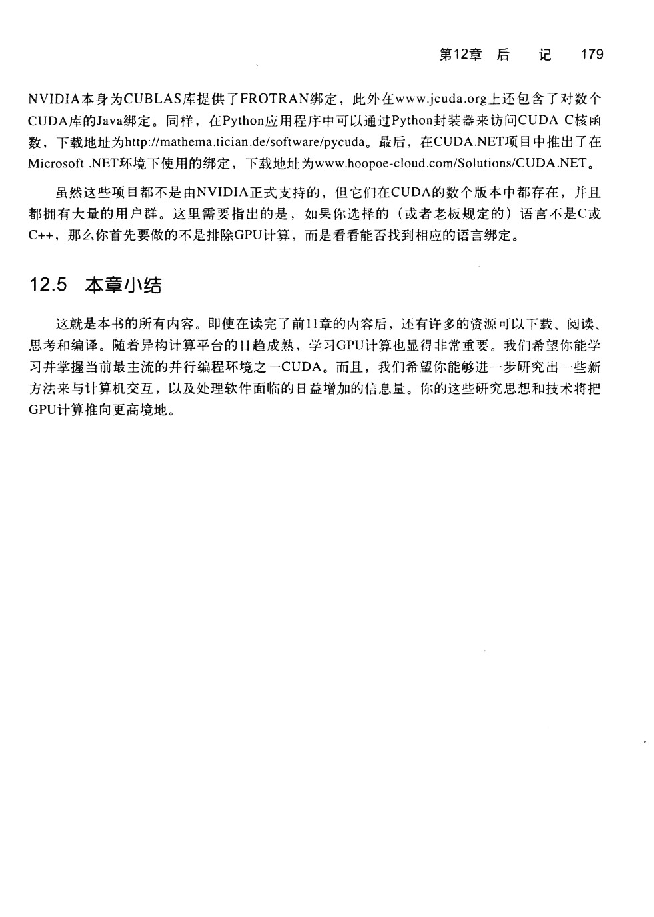 第12章 后 记 179
NVIDIA本身为CUBLAS库提供了FROTRAN绑定，此外在www.jcuda.org上还包含了对数个
CUDA库的Java绑定。同样，在Python应用程序中可以通过Python封装器来访问CUDA C核函
数，下载地址为http://mathema.tician.de/software/pycuda。最后，在CUDA.NET项目中推出了在
Microsoft .NET环境下使用的绑定，下载地址为www.hoopoe-cloud.com/Solutions/CUDA.NET。
虽然这些项目都不是由NVIDIA正式支持的，但它们在CUDA的数个版本中都存在，并且
都拥有大量的用户群。这里需要指出的是，如果你选择的（或者老板规定的）语言不是C或
C++，那么你首先要做的不是排除GPU计算，而是看看能否找到相应的语言绑定。
12.5 本章小结
这就是本书的所有内容。即使在读完了前11章的内容后，还有许多的资源可以下载、阅读、
思考和编译。随着异构计算平台的日趋成熟，学习GPU计算也显得非常重要。我们希望你能学
习并掌握当前最主流的并行编程环境之一CUDA。而且，我们希望你能够进一步研究出一些新
方法来与计算机交互，以及处理软件面临的日益增加的信息量。你的这些研究思想和技术将把
GPU计算推向更高境地。